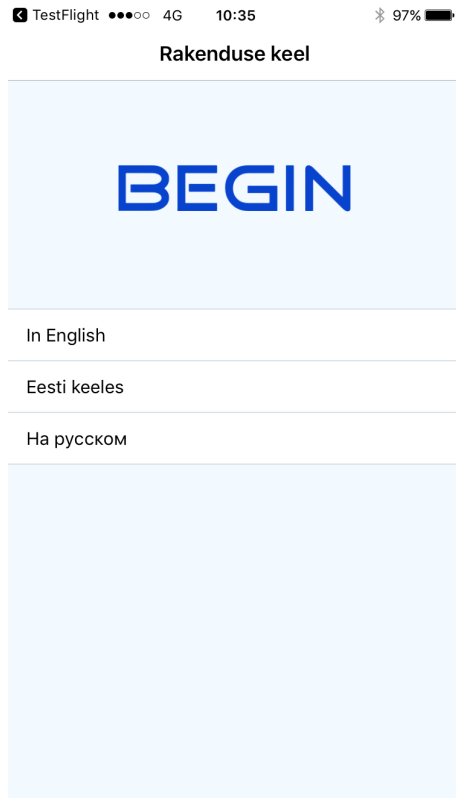 TestFlight 4G 10:35 97%
Rakenduse keel
BEGIN
In English
Eesti keeles
На русском